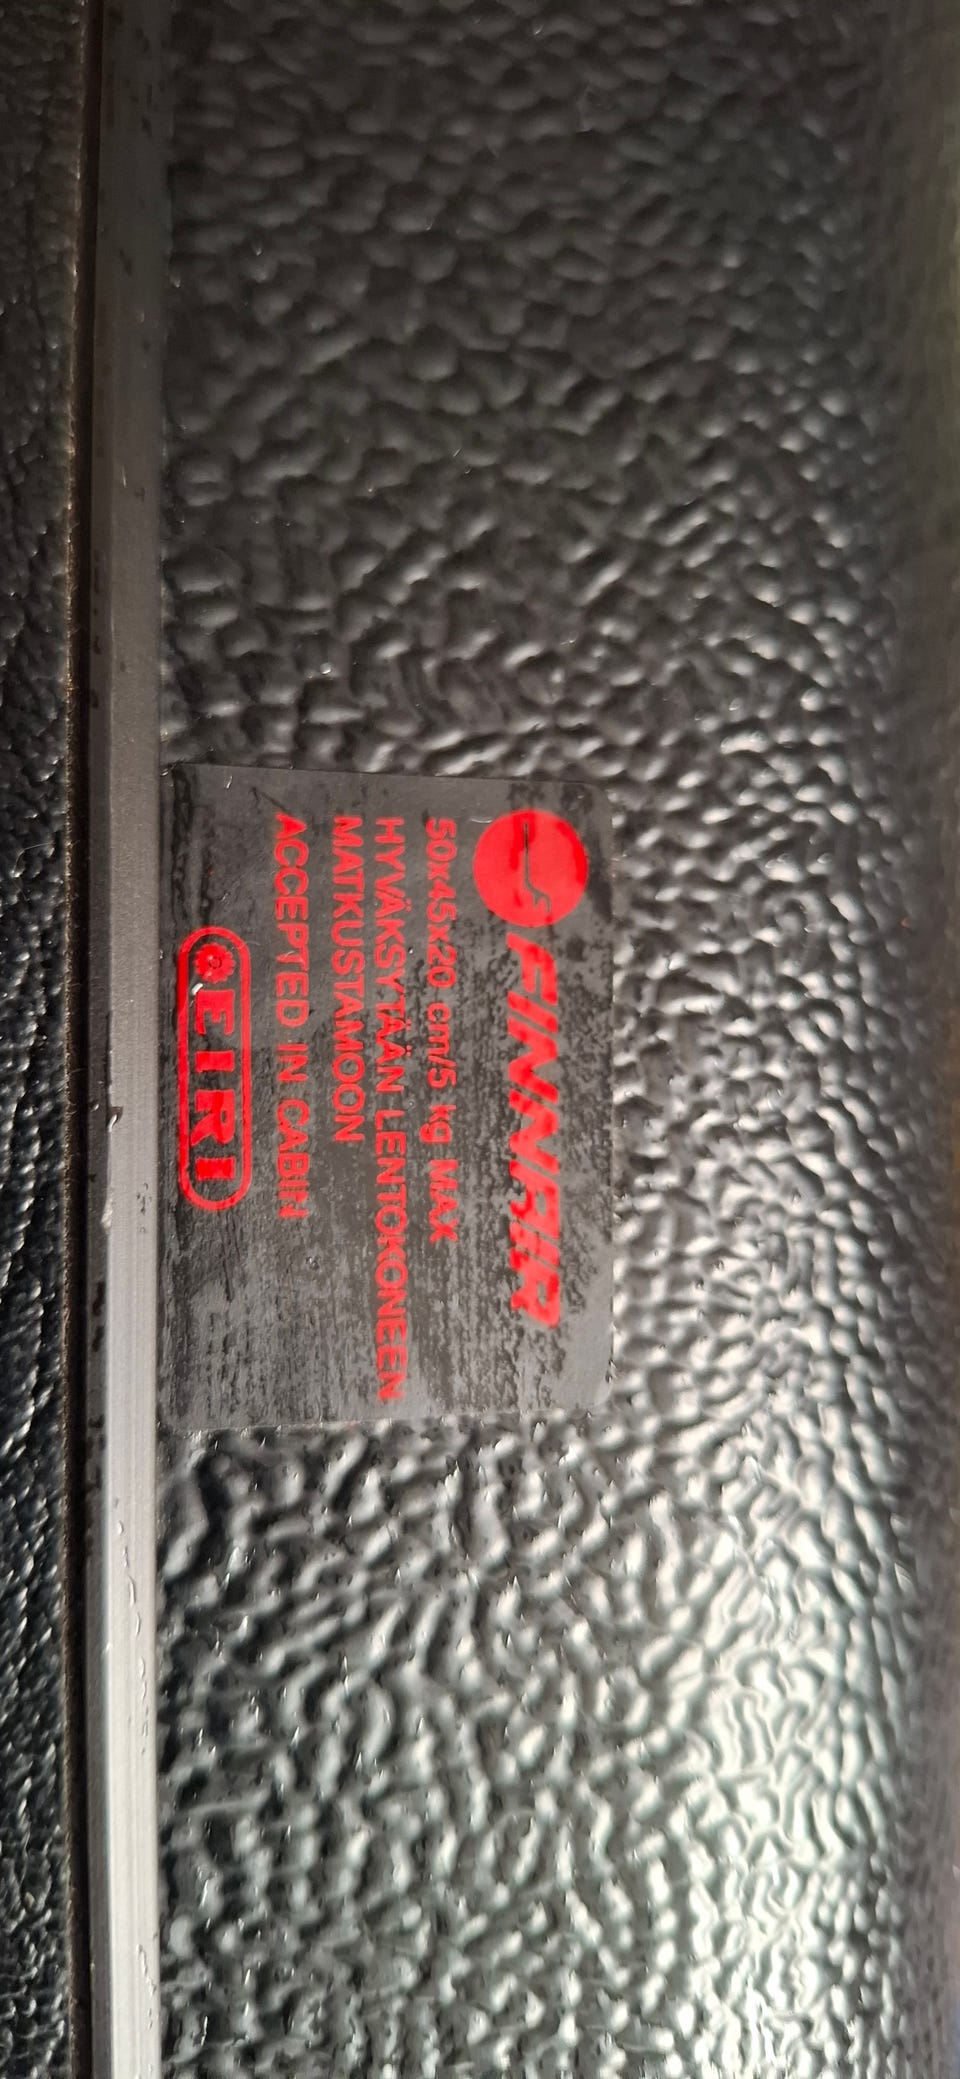 FINNAIR
50x45x20 cm/5 kg MAX
HYVÄKSYTÄÄN LENTOKONEEN
MATKUSTAMOON
ACCEPTED IN CABIN
EIRI